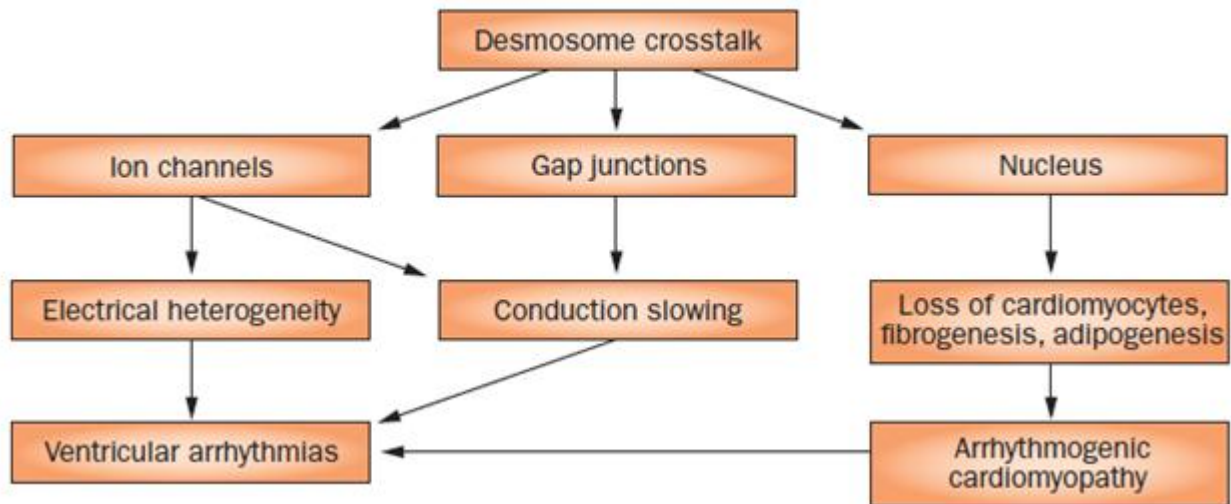 Desmosome crosstalk
Ion channels
Gap junctions
Nucleus
Electrical heterogeneity
Conduction slowing
Loss of cardiomyocytes,
fibrogenesis, adipogenesis
Ventricular arrhythmias
Arrhythmogenic
cardiomyopathy